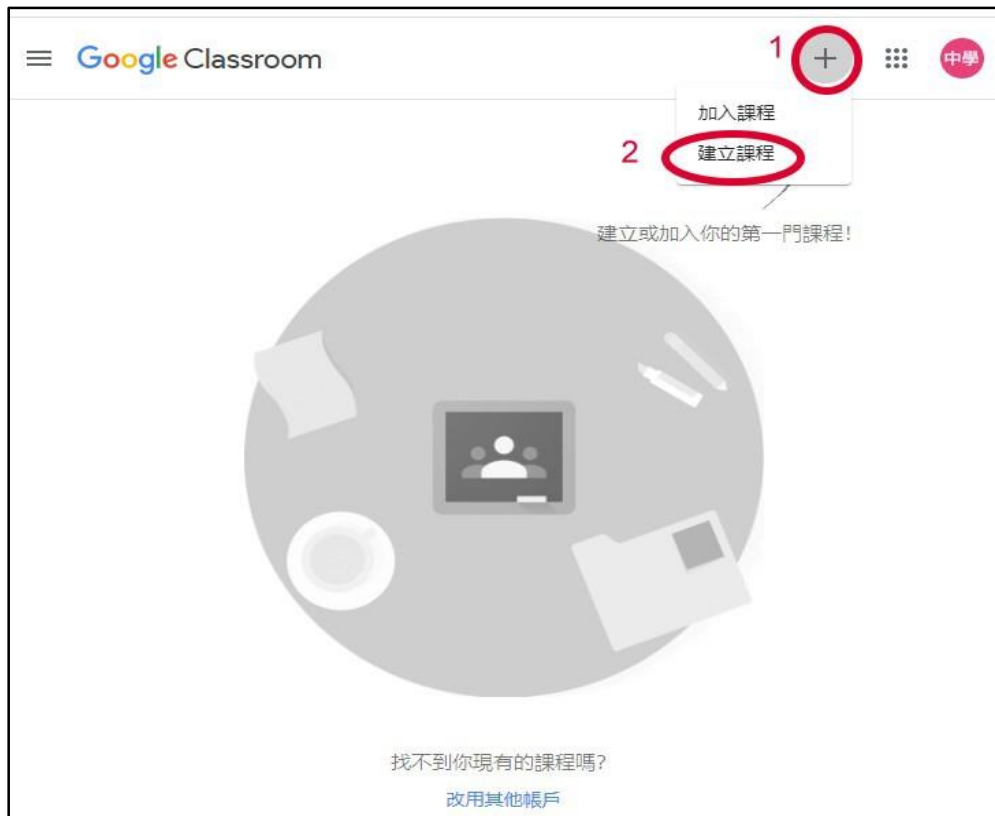 Google Classroom
1
+
中學
加入課程
2
建立課程
建立或加入你的第一門課程!
找不到你現有的課程嗎?
改用其他帳戶